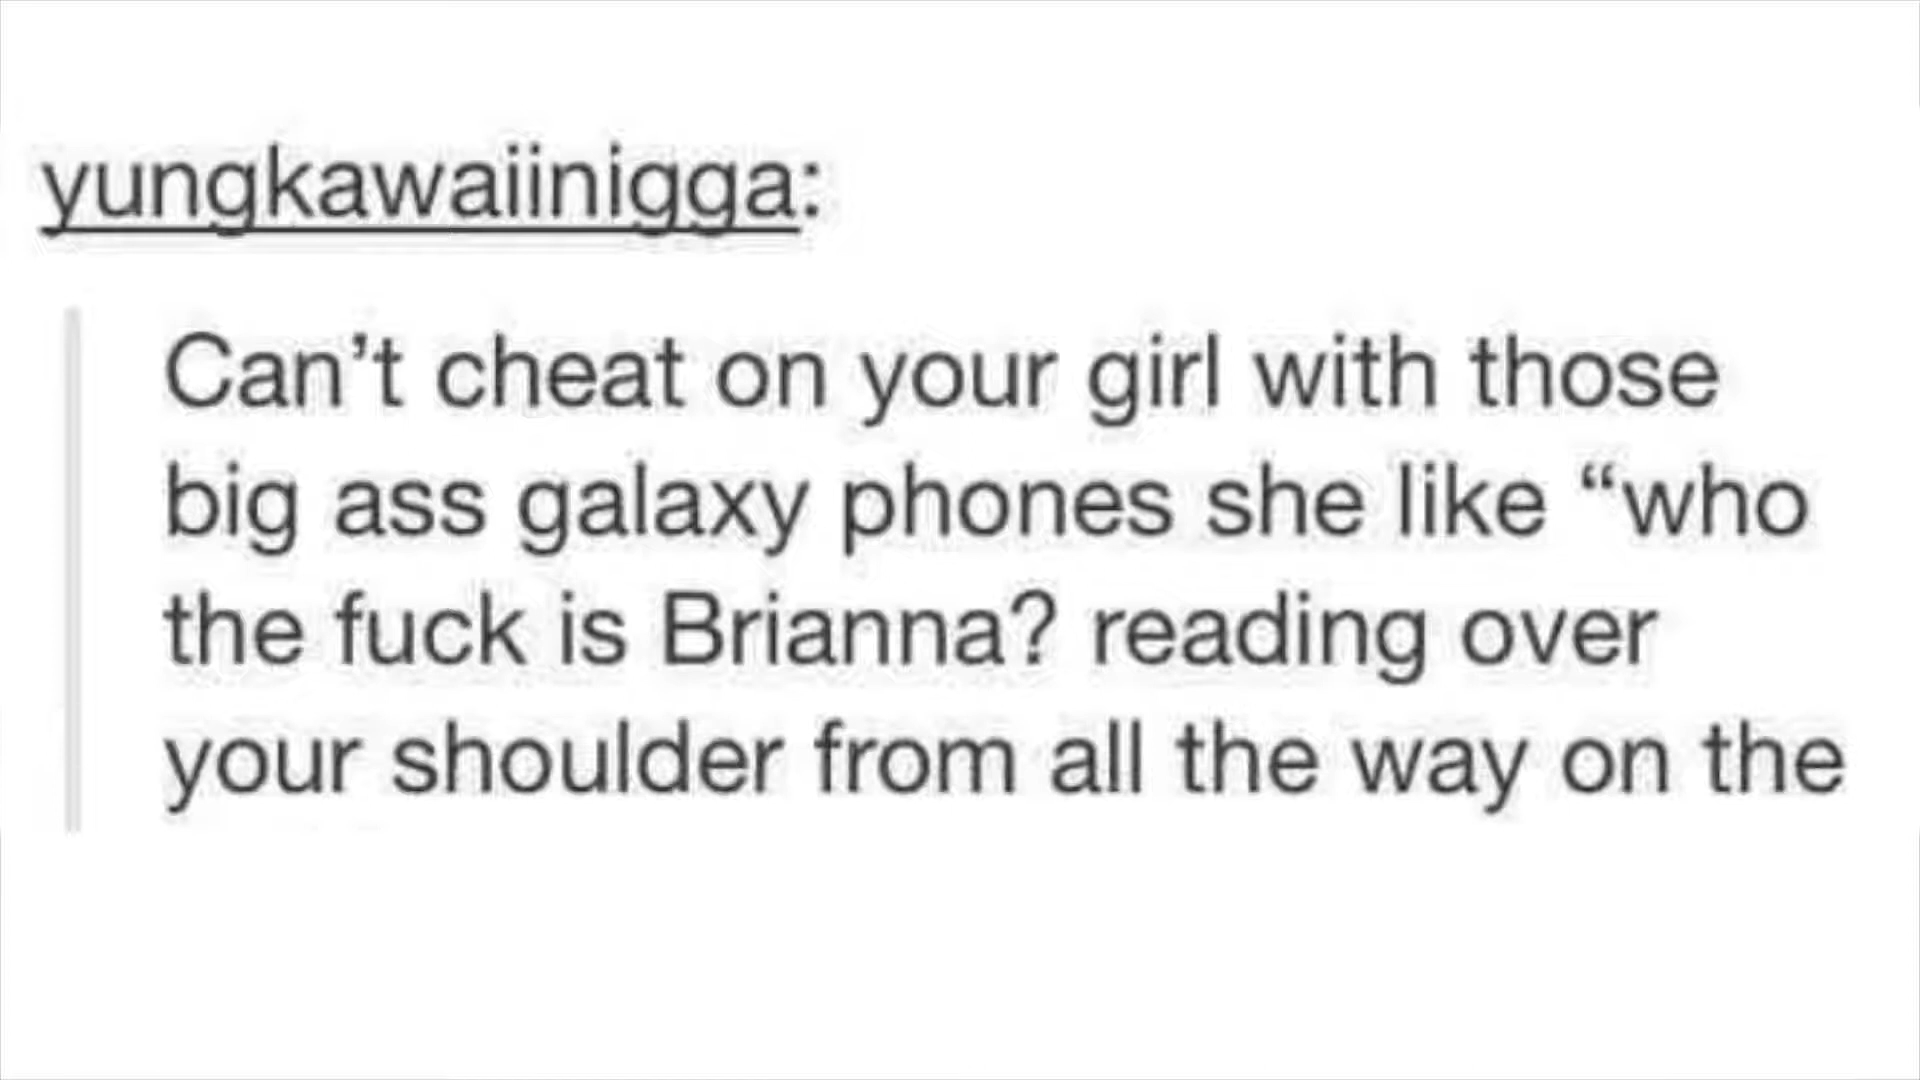 yungkawaiinigga:
Can’t cheat on your girl with those
big ass galaxy phones she like “who
the fuck is Brianna? reading over
your shoulder from all the way on the